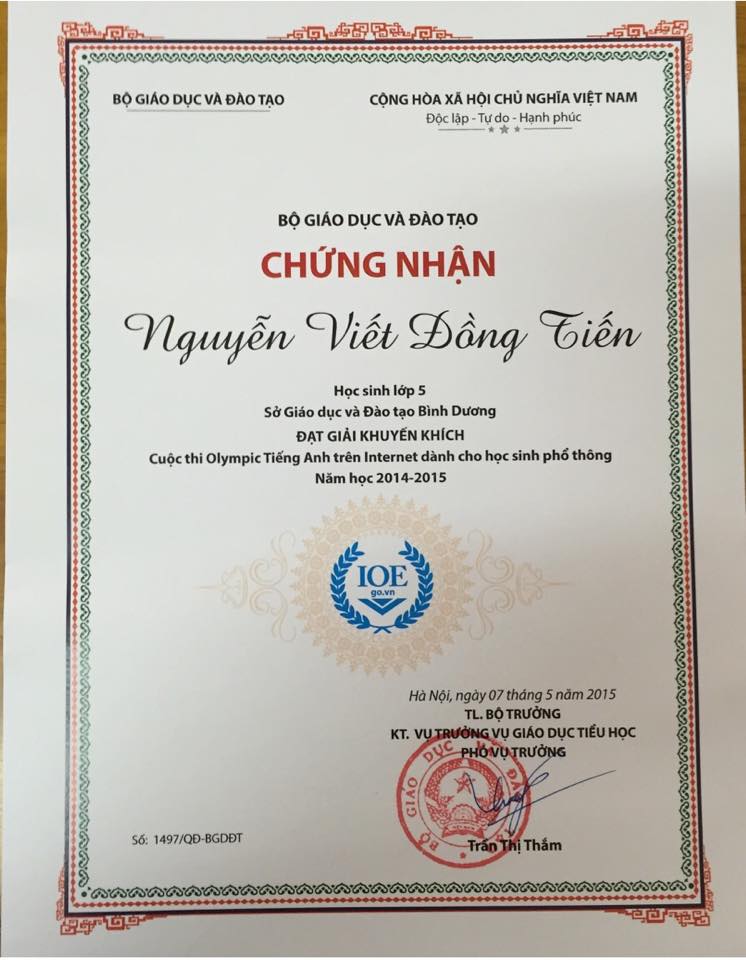 BỘ GIÁO DỤC VÀ ĐÀO TẠO
CỘNG HÒA XÃ HỘI CHỦ NGHĨA VIỆT NAM
Độc lập - Tự do - Hạnh phúc
BỘ GIÁO DỤC VÀ ĐÀO TẠO
CHỨNG NHẬN
Nguyễn Viết Đồng Tiến
Học sinh lớp 5
Sở Giáo dục và Đào tạo Bình Dương
ĐẠT GIẢI KHUYẾN KHÍCH
Cuộc thi Olympic Tiếng Anh trên Internet dành cho học sinh phổ thông
Năm học 2014-2015
IOE
go.vn
Hà Nội, ngày 07 tháng 5 năm 2015
TL. BỘ TRƯỞNG
KT. VỤ TRƯỞNG VỤ GIÁO DỤC TIỂU HỌC
PHÓ VỤ TRƯỞNG
BỘ GIÁO DỤC VÀ ĐÀ
Số: 1497/QĐ-BGDĐT
Trần Thị Thắm